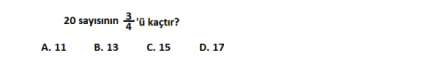 20 sayısının 3/4 'ü kaçtır?
A. 11 B. 13 C. 15 D. 17